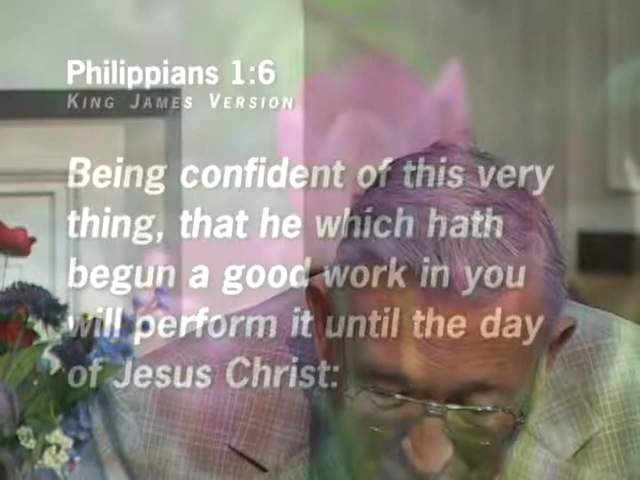 Philippians 1:6
King James Version
Being confident of this very
thing, that he which hath
begun a good work in you
will perform it until the day
of Jesus Christ: